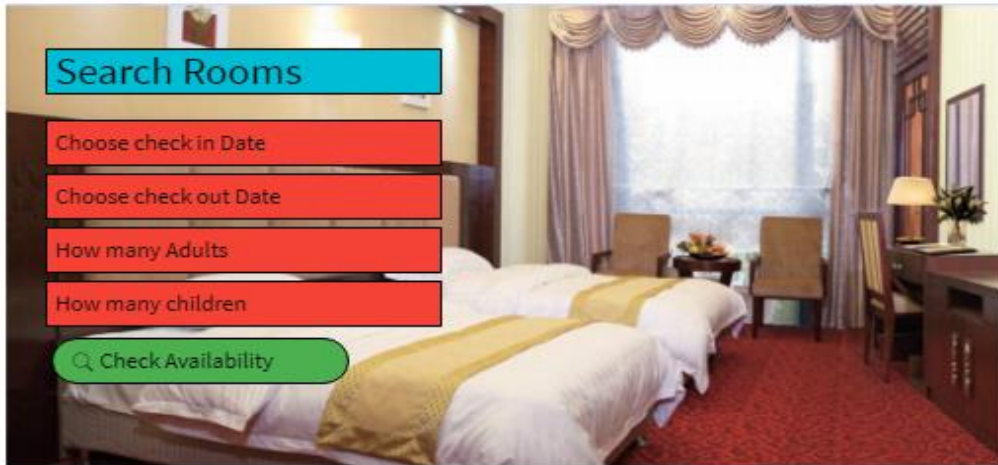 Search Rooms
Choose check in Date
Choose check out Date
How many Adults
How many children
Check Availability